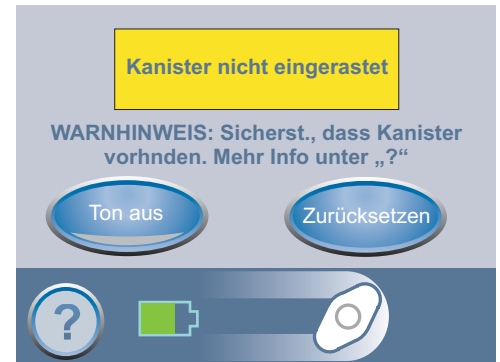 Kanister nicht eingerastet
WARNHINWEIS: Sicherst., dass Kanister
vorhnden. Mehr Info unter „?“
Ton aus
Zurücksetzen
?